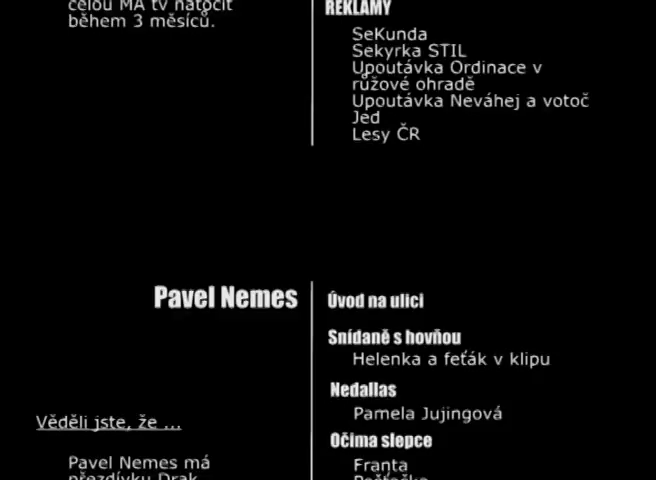 celou MA tv natočit
během 3 měsíců.
REKLAMY
SeKunda
Sekyrka STIL
Upoutávka Ordinace v
růžové ohradě
Upoutávka Neváhej a votoč
Jed
Lesy ČR
Pavel Nemes
Úvod na ulici
Snídaně s hovňou
Helenka a feťák v klipu
Nedallas
Pamela Jujingová
Očima slepce
Franta
Věděli jste, že ...
Pavel Nemes má
přezdívku Drak